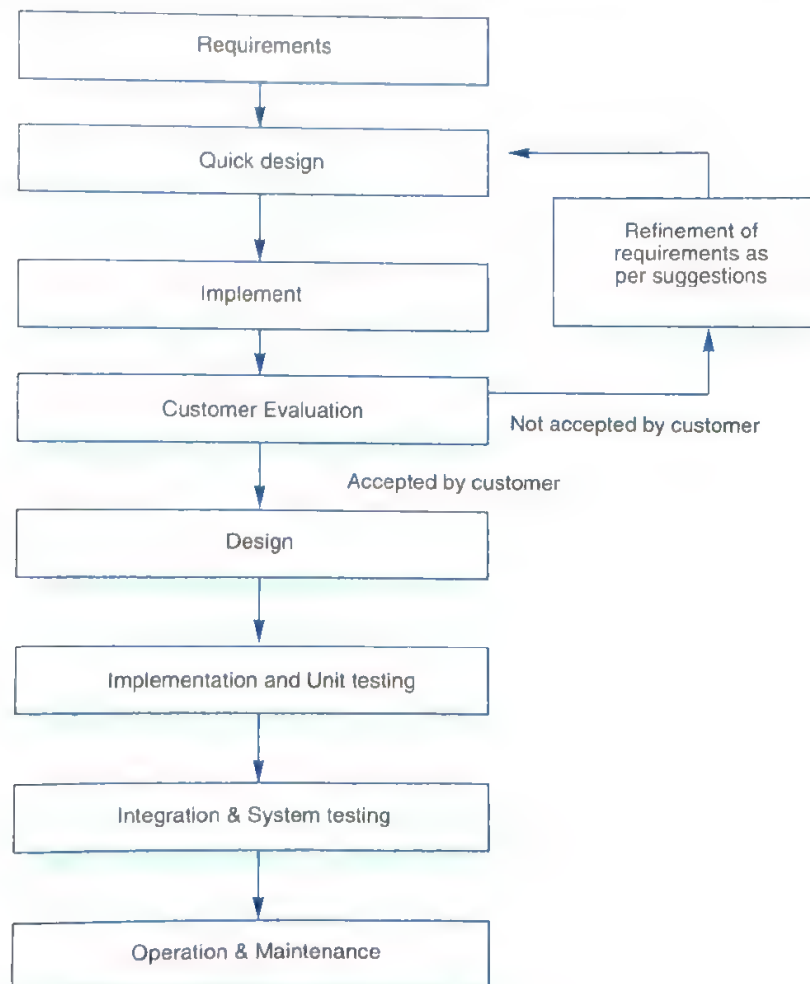 Requirements
Quick design
Refinement of
requirements as
per suggestions
Implement
Customer Evaluation
Not accepted by customer
Accepted by customer
Design
Implementation and Unit testing
Integration & System testing
Operation & Maintenance